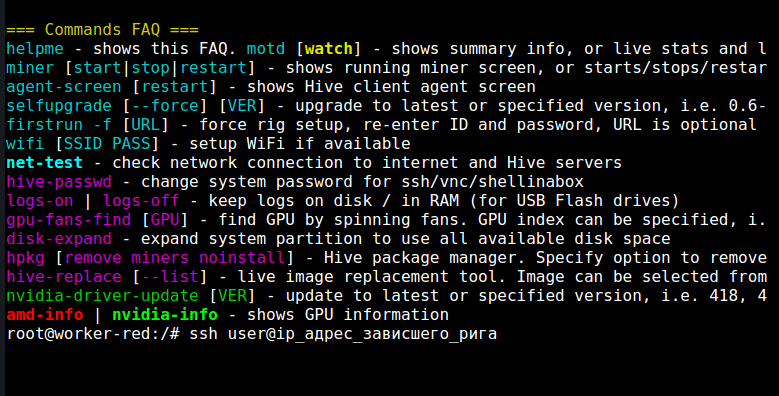 === Commands FAQ ===
helpme - shows this FAQ. motd [watch] - shows summary info, or live stats and l
miner [start|stop|restart] - shows running miner screen, or starts/stops/restar
agent-screen [restart] - shows Hive client agent screen
selfupgrade [--force] [VER] - upgrade to latest or specified version, i.e. 0.6-
firstrun -f [URL] - force rig setup, re-enter ID and password, URL is optional
wifi [SSID PASS] - setup WiFi if available
net-test - check network connection to internet and Hive servers
hive-passwd - change system password for ssh/vnc/shellinabox
logs-on | logs-off - keep logs on disk / in RAM (for USB Flash drives)
gpu-fans-find [GPU] - find GPU by spinning fans. GPU index can be specified, i.
disk-expand - expand system partition to use all available disk space
hpkg [remove miners noinstall] - Hive package manager. Specify option to remove
hive-replace [--list] - live image replacement tool. Image can be selected from
nvidia-driver-update [VER] - update to latest or specified version, i.e. 418, 4
amd-info | nvidia-info - shows GPU information
root@worker-red:/# ssh user@ip_адрес_зависшего_рига